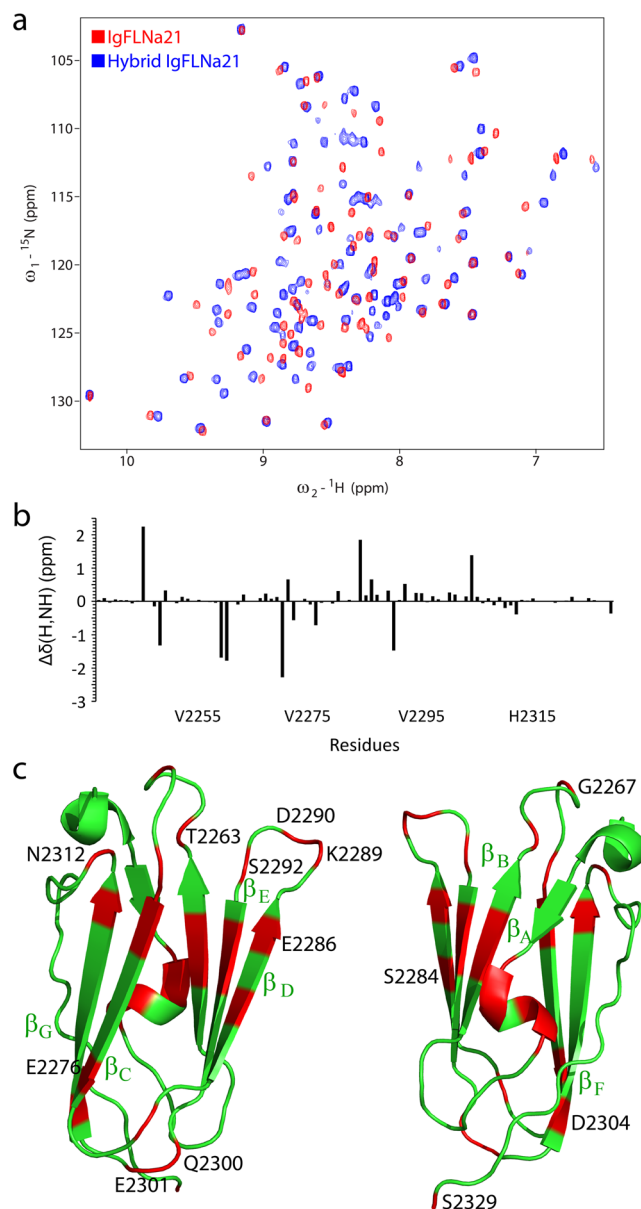 a
IgFLNa21
Hybrid IgFLNa21
105
110
115
120
125
130
ω1 - 15N (ppm)
10 9 8 7
ω2 - 1H (ppm)
b
2
1
0
-1
-2
-3
Δδ(H,NH) (ppm)
V2255 V2275 V2295 H2315
Residues
c
D2290
G2267
T2263
N2312
K2289
S2292
βB
βE
βA
E2286
S2284
βD
βG
E2276
βC
βF
D2304
Q2300
E2301
S2329